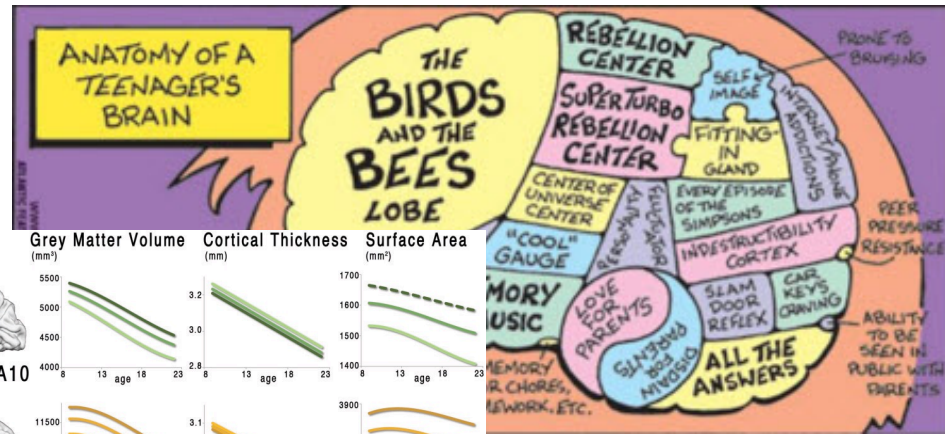 ANATOMY OF A
TEENAGER'S
BRAIN
THE
BIRDS
AND THE
BEES
LOBE
REBELLION
CENTER
SUPER TURBO
REBELLION
CENTER
SELF
IMAGE
PRONE TO
BRUISING
FITTING-
IN
GLAND
INTERNET/PHONE
ADDICTIONS
CENTER OF
UNIVERSE
CENTER
PERSONALITY
FLUCTUATOR
EVERY EPISODE
OF THE
SIMPSONS
"COOL"
GAUGE
INDESTRUCTIBILITY
CORTEX
PEER
PRESSURE
RESISTANCE
MORY
USIC
LOVE
FOR
PARENTS
DISDAIN
FOR
PARENTS
SLAM
DOOR
REFLEX
CAR
KEYS
CRAVING
ALL THE
ANSWERS
ABILITY
TO BE
SEEN IN
PUBLIC WITH
PARENTS
MEMORY
R CHORES,
EWORK, ETC.
Grey Matter Volume Cortical Thickness Surface Area
(mm³) (mm) (mm²)
5500
5000
4500
4000
8 13 18 23
age
3.2
3.0
2.8
8 13 18 23
age
1700
1600
1500
1400
8 13 18 23
age
A10
11500
3.1
3900